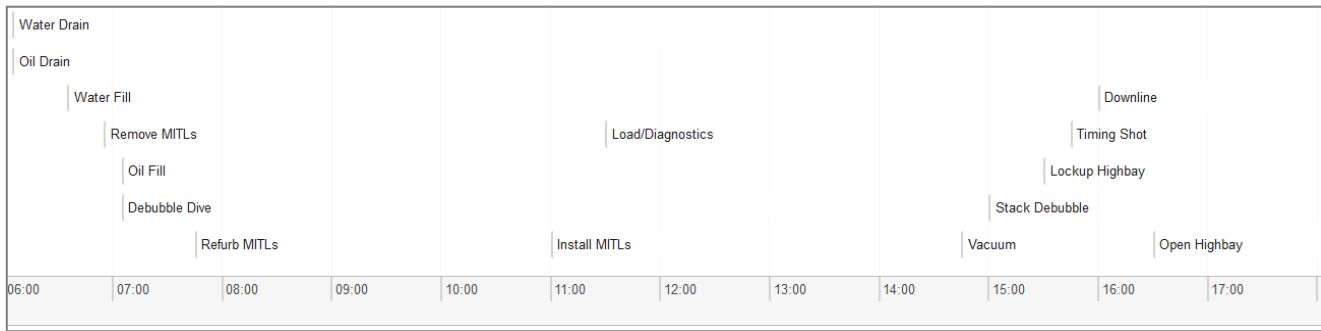 Water Drain
Oil Drain
Water Fill Downline
Remove MITLs Load/Diagnostics Timing Shot
Oil Fill Lockup Highbay
Debubble Dive Stack Debubble
Refurb MITLs Install MITLs Vacuum Open Highbay
06:00 07:00 08:00 09:00 10:00 11:00 12:00 13:00 14:00 15:00 16:00 17:00